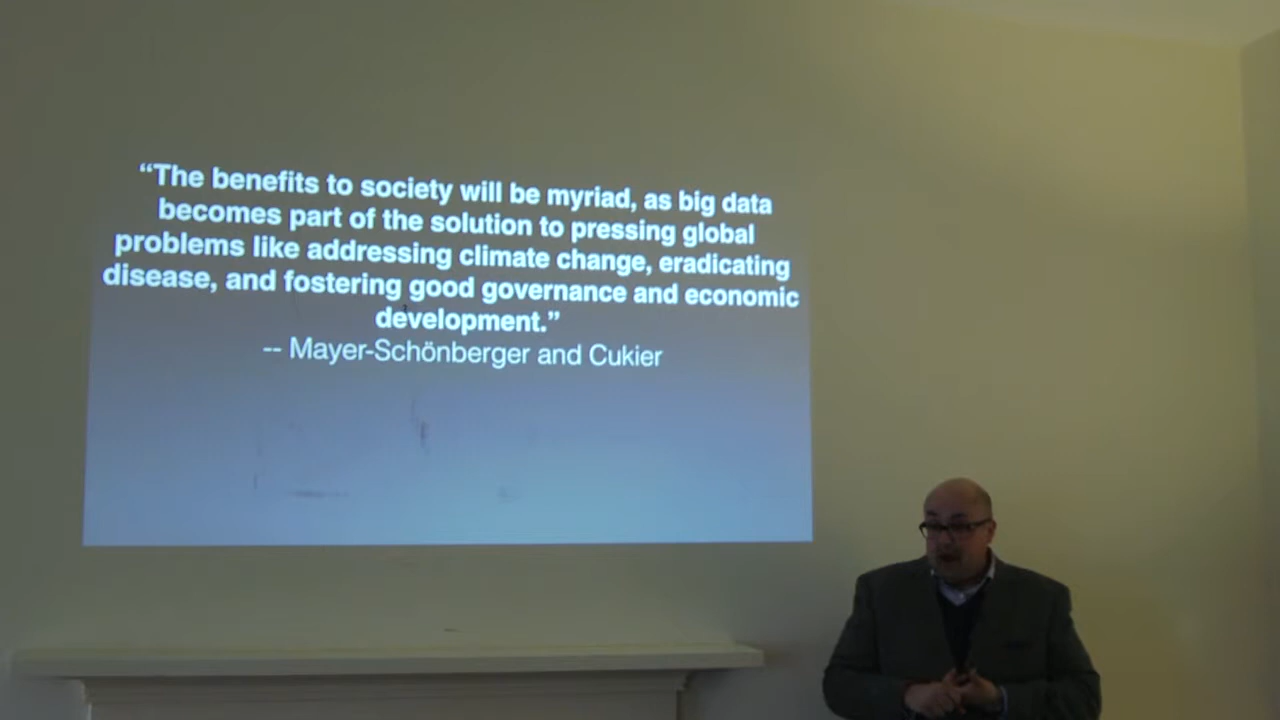 “The benefits to society will be myriad, as big data
becomes part of the solution to pressing global
problems like addressing climate change, eradicating
disease, and fostering good governance and economic
development.”
-- Mayer-Schönberger and Cukier